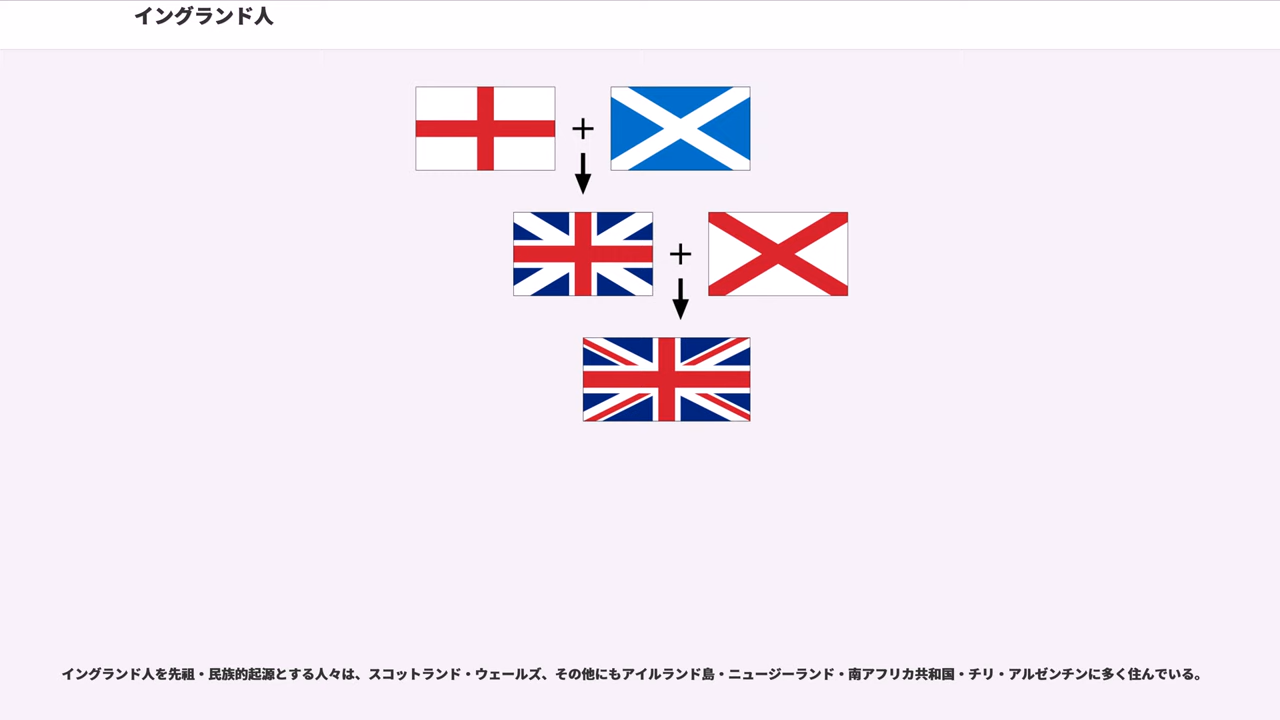 イングランド人
イングランド人を先祖・民族的起源とする人々は、スコットランド・ウェールズ、その他にもアイルランド島・ニュージーランド・南アフリカ共和国・チリ・アルゼンチンに多く住んでいる。